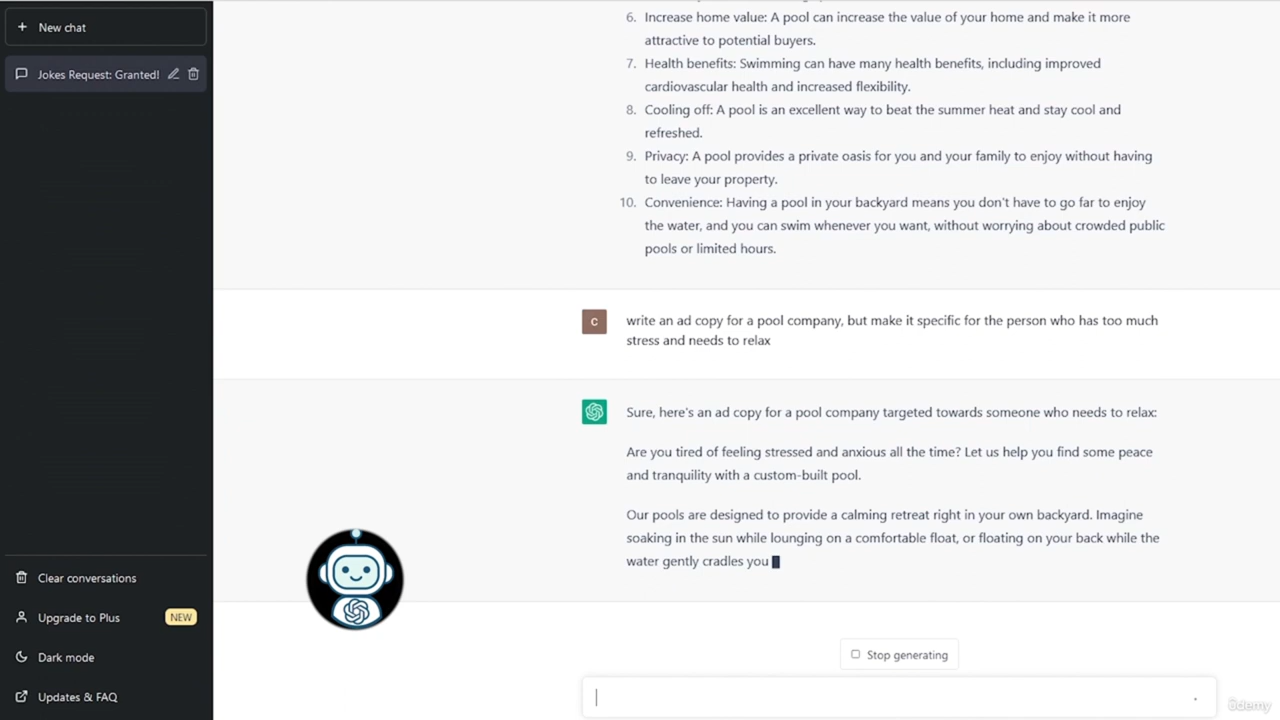 New chat
Jokes Request: Granted!
Clear conversations
Upgrade to Plus NEW
Dark mode
Updates & FAQ
6. Increase home value: A pool can increase the value of your home and make it more
attractive to potential buyers.
7. Health benefits: Swimming can have many health benefits, including improved
cardiovascular health and increased flexibility.
8. Cooling off: A pool is an excellent way to beat the summer heat and stay cool and
refreshed.
9. Privacy: A pool provides a private oasis for you and your family to enjoy without having
to leave your property.
10. Convenience: Having a pool in your backyard means you don't have to go far to enjoy
the water, and you can swim whenever you want, without worrying about crowded public
pools or limited hours.
C
write an ad copy for a pool company, but make it specific for the person who has too much
stress and needs to relax
Sure, here's an ad copy for a pool company targeted towards someone who needs to relax:
Are you tired of feeling stressed and anxious all the time? Let us help you find some peace
and tranquility with a custom-built pool.
Our pools are designed to provide a calming retreat right in your own backyard. Imagine
soaking in the sun while lounging on a comfortable float, or floating on your back while the
water gently cradles you
Stop generating
ûdemy